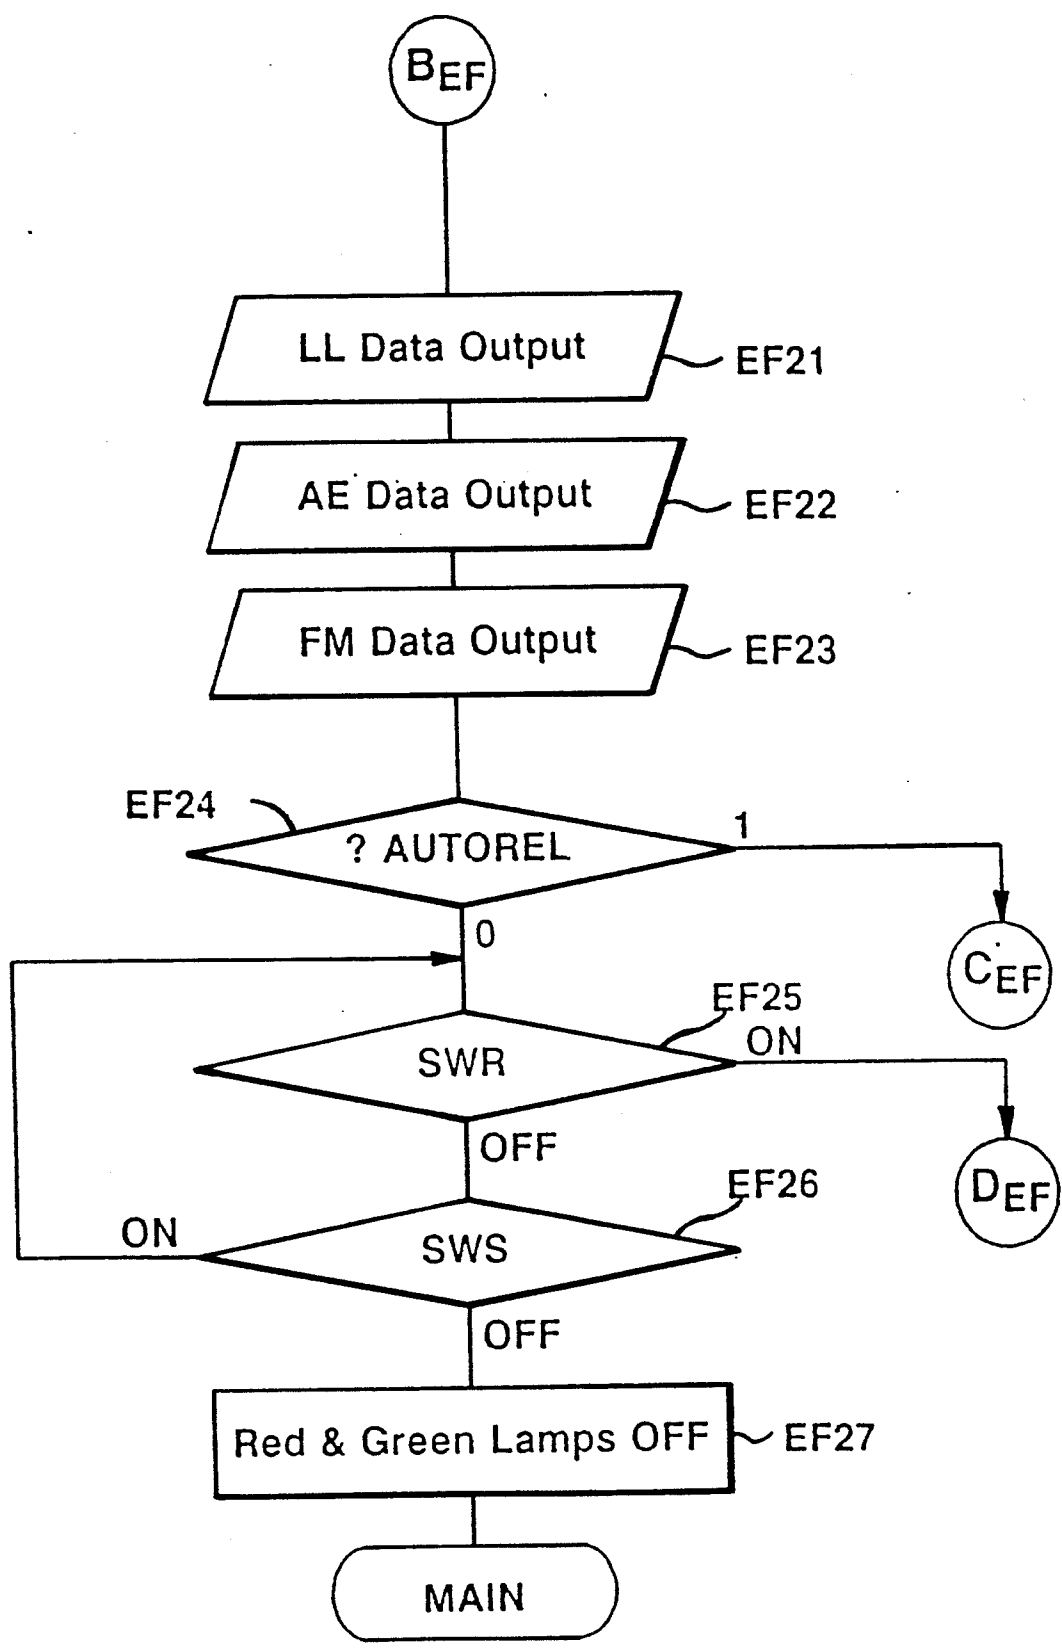 BEF
LL Data Output
EF21
AE Data Output
EF22
FM Data Output
EF23
EF24
? AUTOREL
1
0
CEF
EF25
SWR
ON
OFF
DEF
EF26
ON
SWS
OFF
Red & Green Lamps OFF
EF27
MAIN